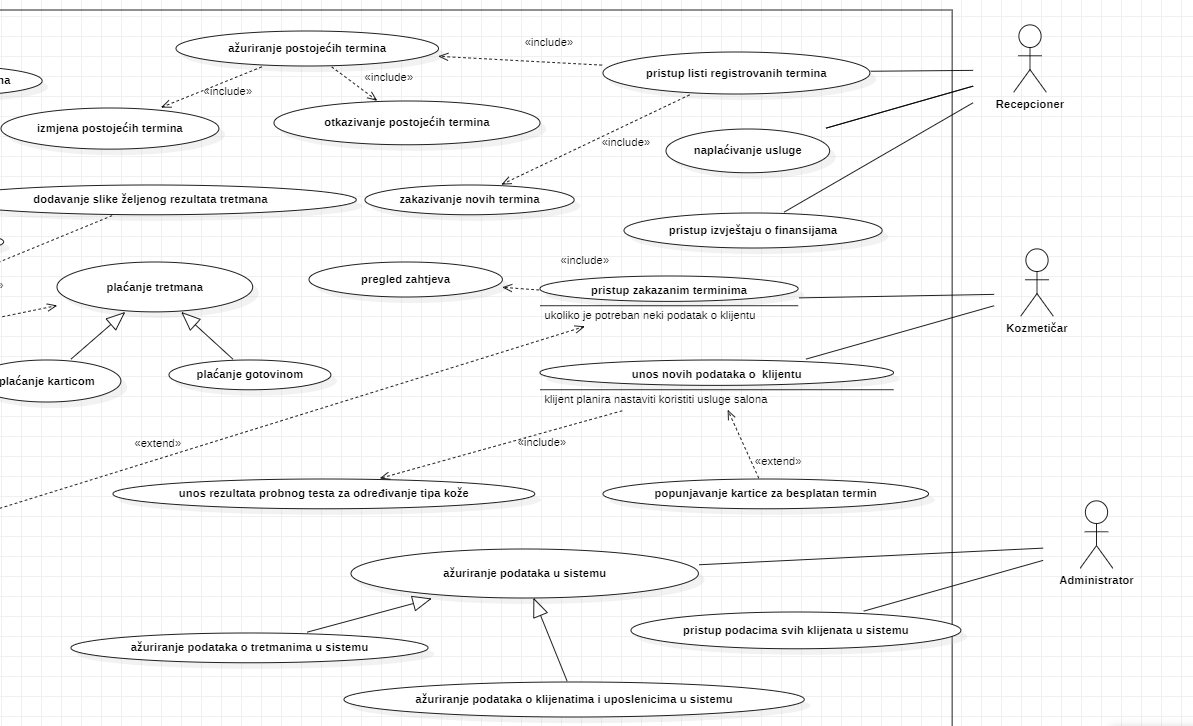 ažuriranje postojećih termina
«include»
pristup listi registrovanih termina
Recepcioner
na
«include»
«include»
izmjena postojećih termina
otkazivanje postojećih termina
«include»
naplaćivanje usluge
dodavanje slike željenog rezultata tretmana
zakazivanje novih termina
pristup izvještaju o finansijama
«include»
plaćanje tretmana
pregled zahtjeva
pristup zakazanim terminima
ukoliko je potreban neki podatak o klijentu
Kozmetičar
plaćanje karticom
plaćanje gotovinom
unos novih podataka o  klijentu
klijent planira nastaviti koristiti usluge salona
«extend»
«include»
«extend»
unos rezultata probnog testa za određivanje tipa kože
popunjavanje kartice za besplatan termin
ažuriranje podataka u sistemu
Administrator
ažuriranje podataka o tretmanima u sistemu
pristup podacima svih klijenata u sistemu
ažuriranje podataka o klijenatima i uposlenicima u sistemu